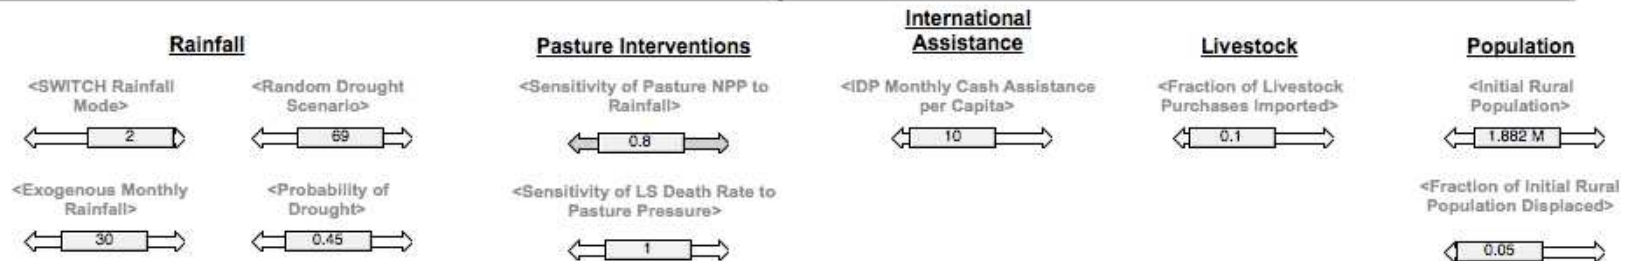 Rainfall
<SWITCH Rainfall
Mode>
2
<Random Drought
Scenario>
69
<Exogenous Monthly
Rainfall>
30
<Probability of
Drought>
0.45
Pasture Interventions
<Sensitivity of Pasture NPP to
Rainfall>
0.8
<Sensitivity of LS Death Rate to
Pasture Pressure>
1
International
Assistance
<IDP Monthly Cash Assistance
per Capita>
10
Livestock
<Fraction of Livestock
Purchases Imported>
0.1
Population
<Initial Rural
Population>
1.882 M
<Fraction of Initial Rural
Population Displaced>
0.05